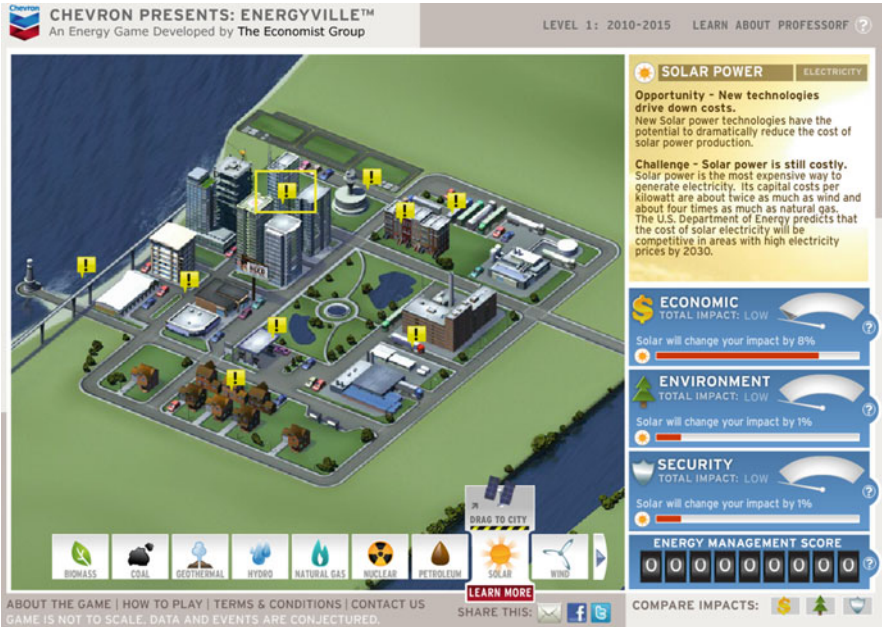 Chevron
CHEVRON PRESENTS: ENERGYVILLE™
An Energy Game Developed by The Economist Group
LEVEL 1: 2010-2015 LEARN ABOUT PROFESSORF ?
SOLAR POWER ELECTRICITY
Opportunity - New technologies
drive down costs.
New Solar power technologies have the
potential to dramatically reduce the cost of
solar power production.
Challenge - Solar power is still costly.
Solar power is the most expensive way to
generate electricity. Its capital costs per
kilowatt are about twice as much as wind and
about four times as much as natural gas.
The U.S. Department of Energy predicts that
the cost of solar electricity will be
competitive in areas with high electricity
prices by 2030.
$ ECONOMIC
TOTAL IMPACT: LOW
?
Solar will change your impact by 8%
ENVIRONMENT
TOTAL IMPACT: LOW
?
Solar will change your impact by 1%
SECURITY
TOTAL IMPACT: LOW
?
Solar will change your impact by 1%
ENERGY MANAGEMENT SCORE
0 0 0 0 0 0 0 0 0 ?
!
!
!
!
!
!
!
!
!
!
DRAG TO CITY
BIOMASS COAL GEOTHERMAL HYDRO NATURAL GAS NUCLEAR PETROLEUM SOLAR WIND
LEARN MORE
ABOUT THE GAME | HOW TO PLAY | TERMS & CONDITIONS | CONTACT US
GAME IS NOT TO SCALE. DATA AND EVENTS ARE CONJECTURED.
SHARE THIS: f
COMPARE IMPACTS: $